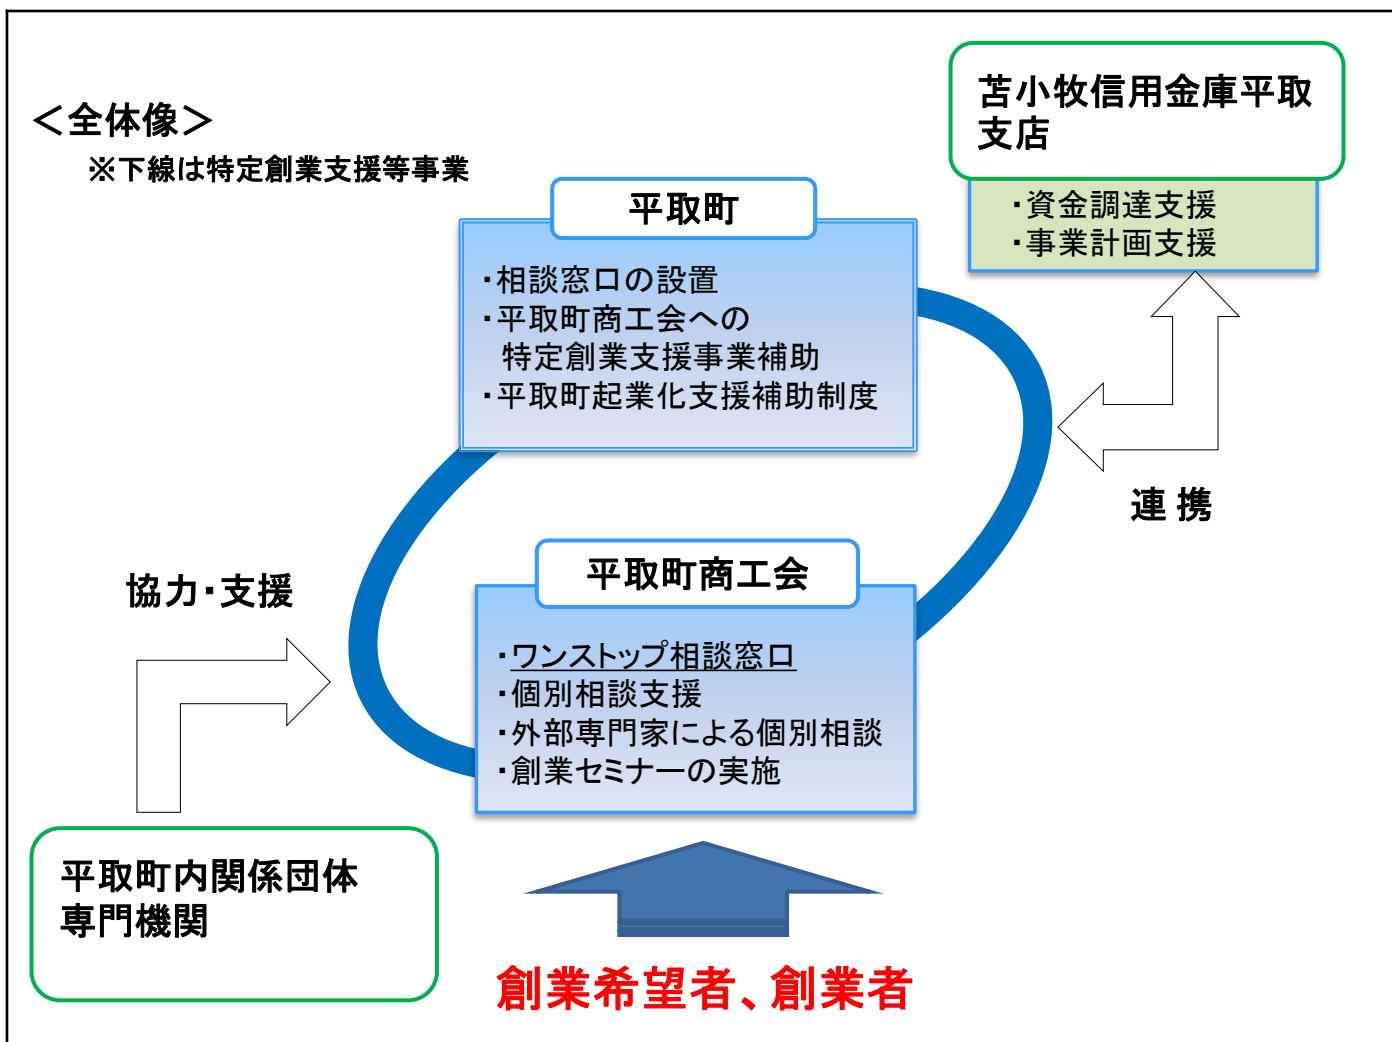 ＜全体像＞
※下線は特定創業支援等事業
苫小牧信用金庫平取
支店
・資金調達支援
・事業計画支援
平取町
・相談窓口の設置
・平取町商工会への
特定創業支援事業補助
・平取町起業化支援補助制度
連 携
協力・支援
平取町商工会
・ワンストップ相談窓口
・個別相談支援
・外部専門家による個別相談
・創業セミナーの実施
平取町内関係団体
専門機関
創業希望者、創業者